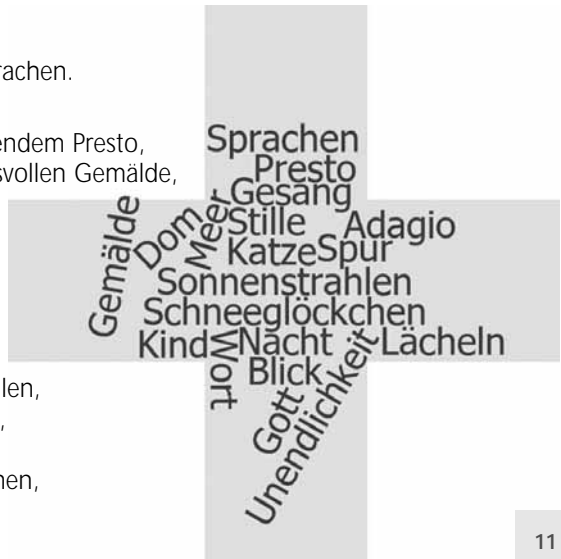 rachen.
endem Presto,
svollen Gemälde,
len,
,
nen,
Sprachen
Presto
Gesang
Stille
Adagio
Meer
Dom
Gemälde
Katze
Spur
Sonnenstrahlen
Schneeglöckchen
Kind
Wort
Nacht
Lächeln
Blick
Gott
Unendlichkeit
11